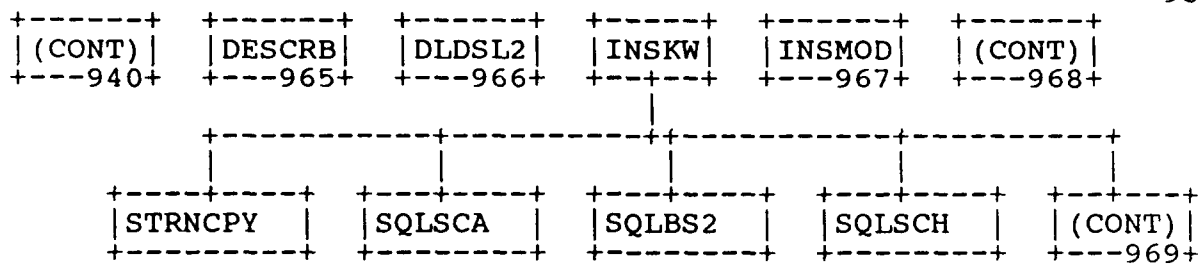 (CONT) DESCRB DLDSL2 INSKW INSMOD (CONT)
940 965 966 967 968
STRNCPY SQLSCA SQLBS2 SQLSCH (CONT)
969